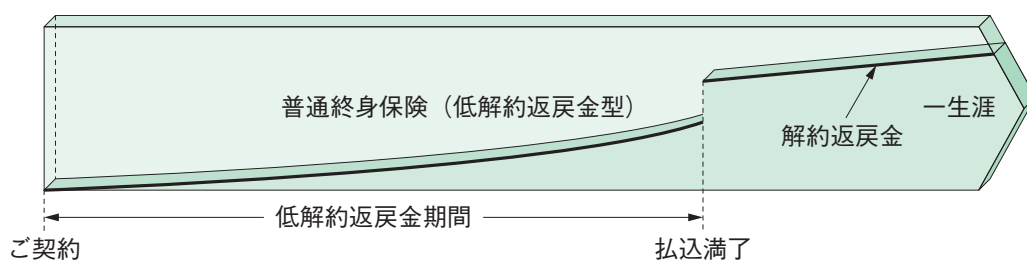 普通終身保険（低解約返戻金型）
一生涯
解約返戻金
低解約返戻金期間
ご契約
払込満了